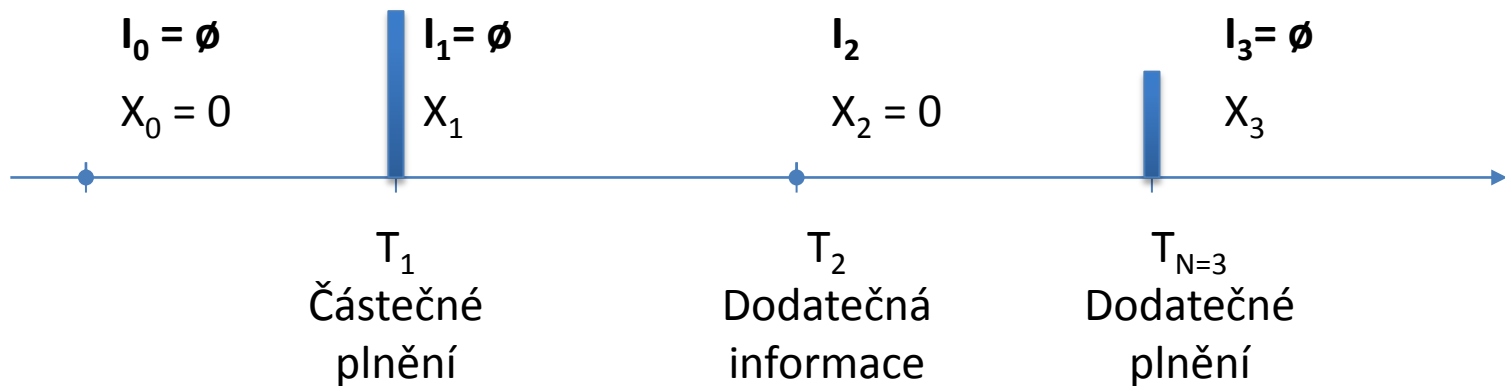 I₀ = ø I₁= ø I₂ I₃= ø
X₀ = 0 X₁ X₂ = 0 X₃
T₁ T₂ T_N=3
Částečné Dodatečná Dodatečné
plnění informace plnění